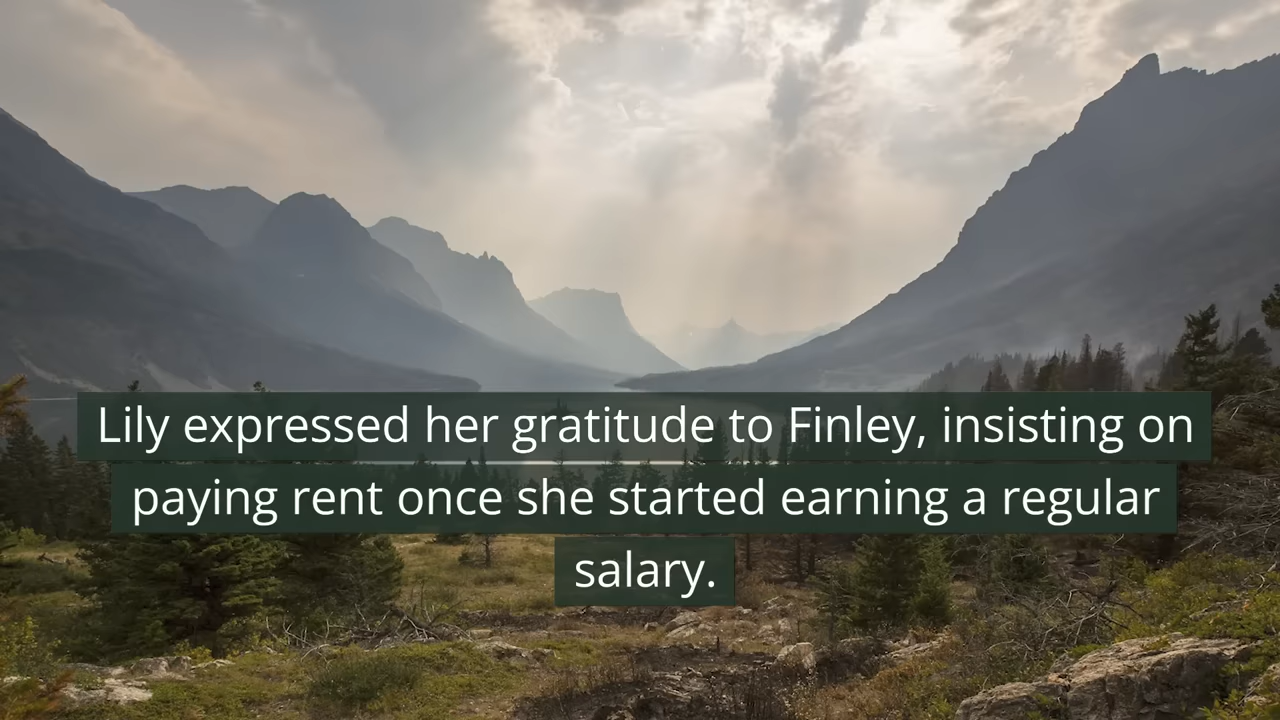 Lily expressed her gratitude to Finley, insisting on
paying rent once she started earning a regular
salary.